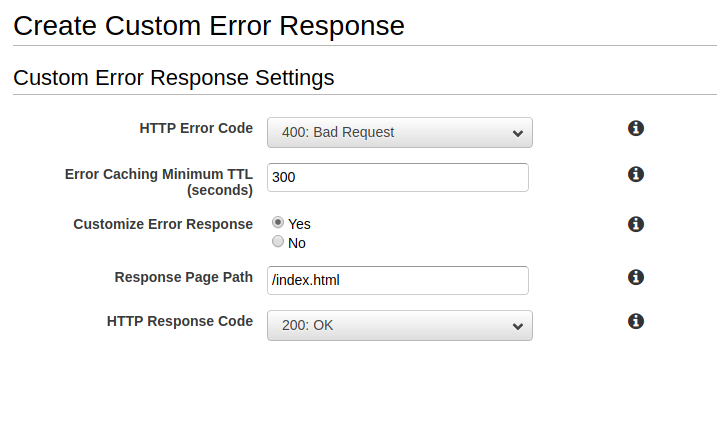 Create Custom Error Response
Custom Error Response Settings
HTTP Error Code
400: Bad Request
Error Caching Minimum TTL
(seconds)
300
Customize Error Response
Yes
No
Response Page Path
/index.html
HTTP Response Code
200: OK